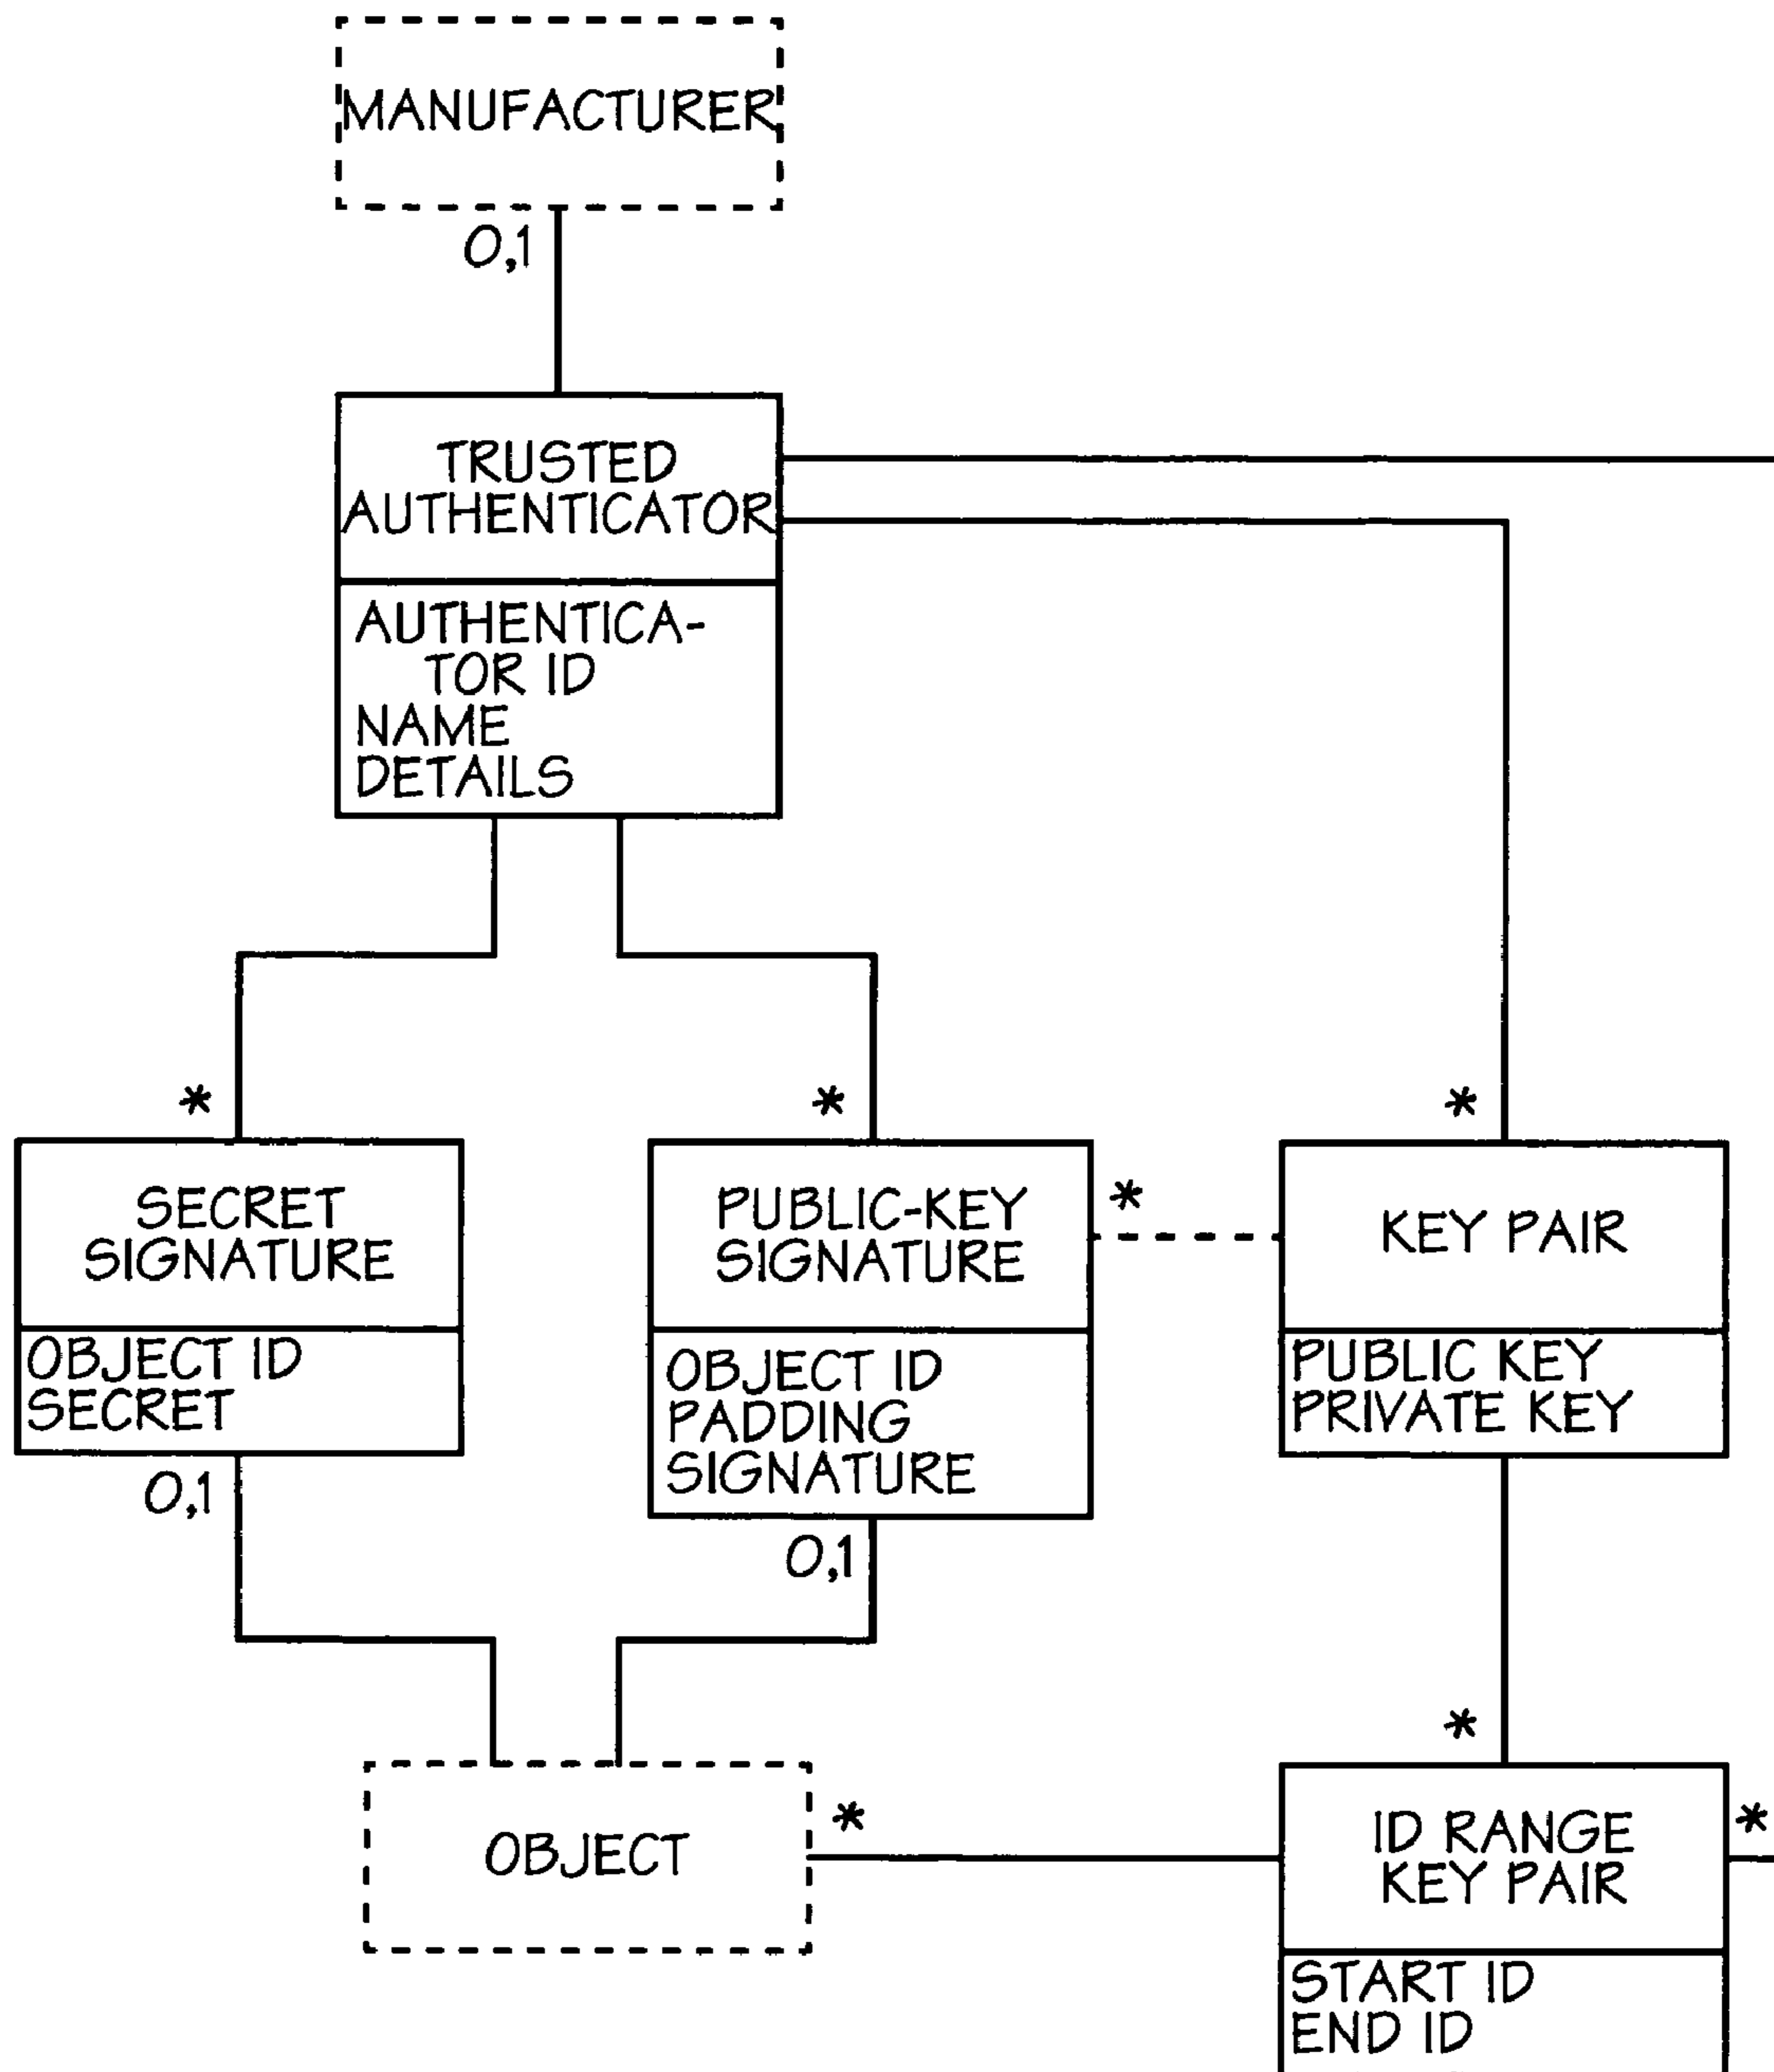 MANUFACTURER
0,1
TRUSTED
AUTHENTICATOR
AUTHENTICA-
TOR ID
NAME
DETAILS
*
*
*
SECRET
SIGNATURE
OBJECT ID
SECRET
0,1
PUBLIC-KEY
SIGNATURE
*
OBJECT ID
PADDING
SIGNATURE
0,1
KEY PAIR
PUBLIC KEY
PRIVATE KEY
*
OBJECT
*
ID RANGE
KEY PAIR
*
START ID
END ID